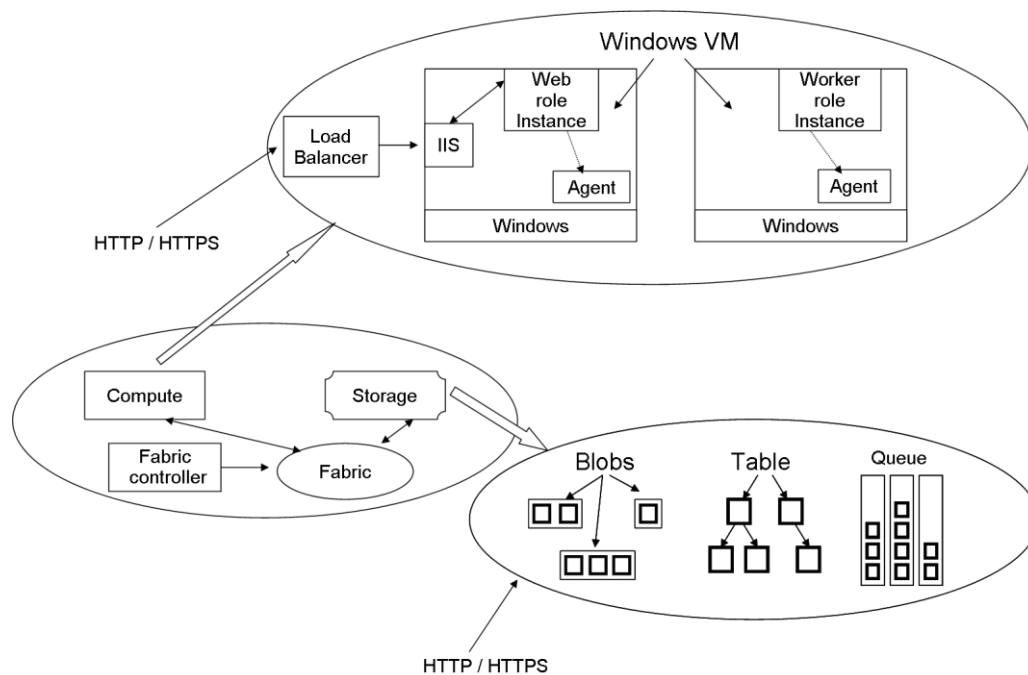 Windows VM
Web
role
Instance
Worker
role
Instance
Load
Balancer
IIS
Agent
Agent
Windows
Windows
HTTP / HTTPS
Compute
Storage
Fabric
controller
Fabric
Blobs
Table
Queue
HTTP / HTTPS